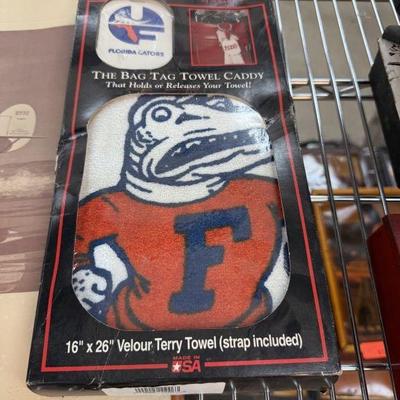 UF
FLORIDA GATORS
THE BAG TAG TOWEL CADDY
That Holds or Releases Your Towel!
F
16" x 26" Velour Terry Towel (strap included)
MADE IN
USA